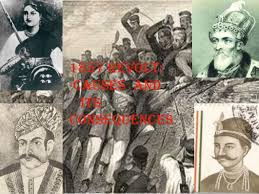 1857 REVOLT:
CAUSES AND
ITS
CONSEQUENCES